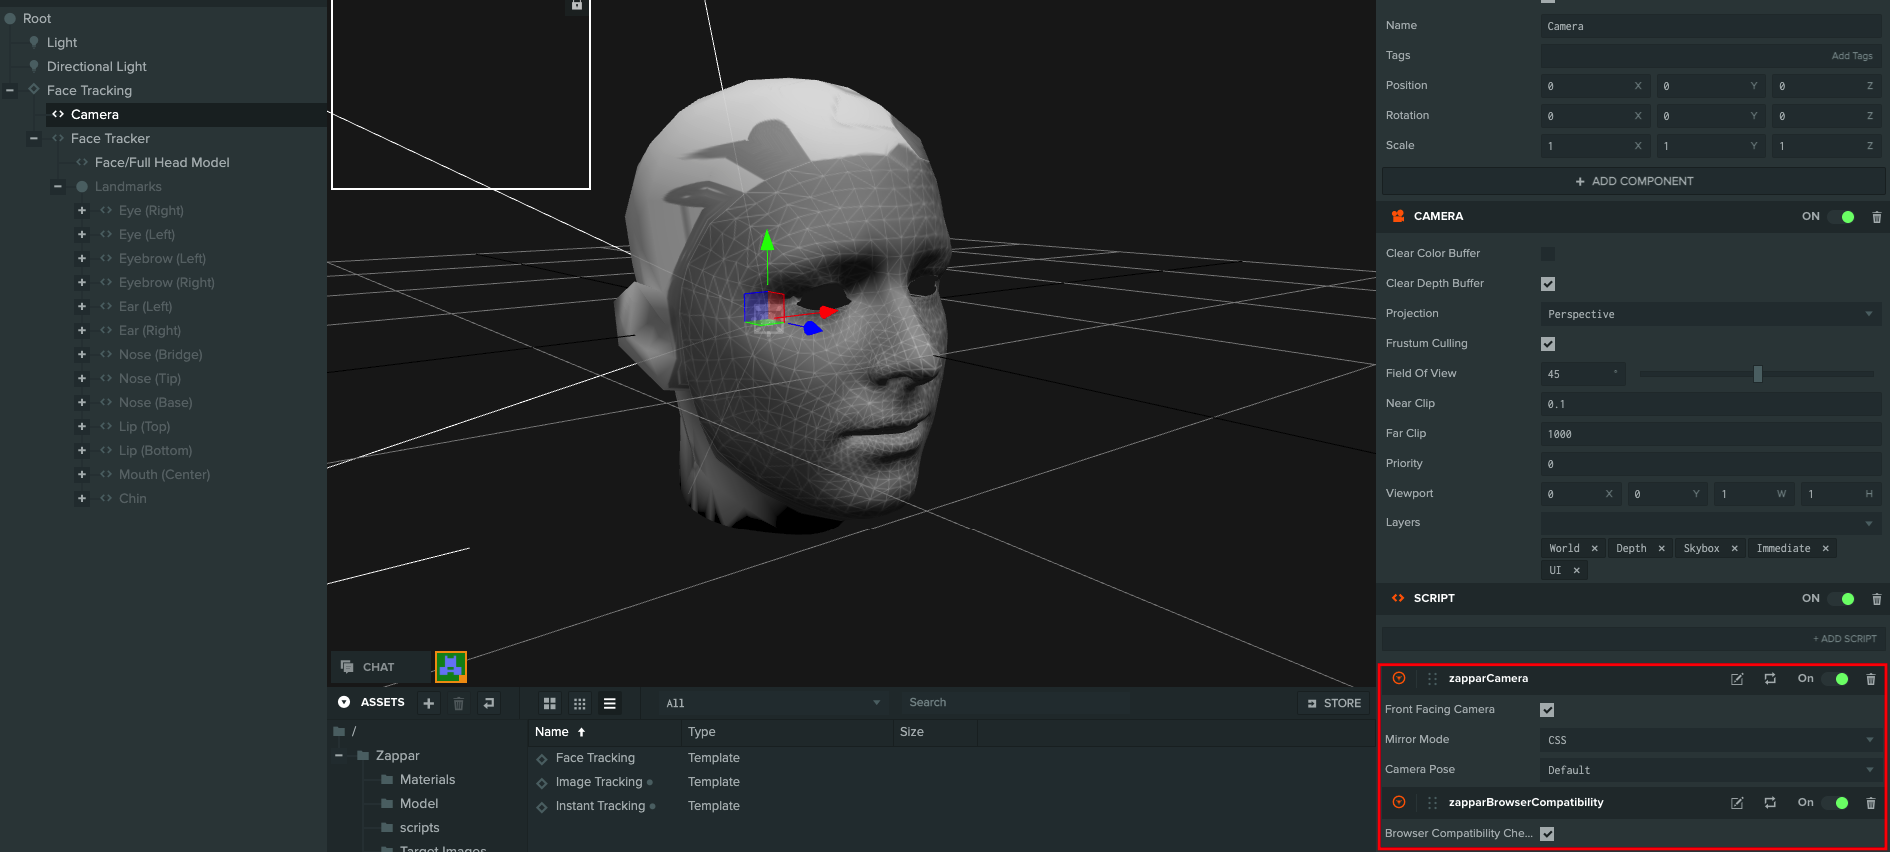 Root
Light
Directional Light
Face Tracking
Camera
Face Tracker
Face/Full Head Model
Landmarks
Eye (Right)
Eye (Left)
Eyebrow (Left)
Eyebrow (Right)
Ear (Left)
Ear (Right)
Nose (Bridge)
Nose (Tip)
Nose (Base)
Lip (Top)
Lip (Bottom)
Mouth (Center)
Chin
CHAT
ASSETS
All
Search
STORE
/
Zappar
Materials
Model
scripts
Target Images
Name Type Size
Face Tracking Template
Image Tracking Template
Instant Tracking Template
Name Camera
Tags Add Tags
Position 0 X 0 Y 0 Z
Rotation 0 X 0 Y 0 Z
Scale 1 X 1 Y 1 Z
+ ADD COMPONENT
CAMERA ON
Clear Color Buffer
Clear Depth Buffer
Projection Perspective
Frustum Culling
Field Of View 45 °
Near Clip 0.1
Far Clip 1000
Priority 0
Viewport 0 X 0 Y 1 W 1 H
Layers
World × Depth × Skybox × Immediate ×
UI ×
SCRIPT ON
+ ADD SCRIPT
zapparCamera On
Front Facing Camera
Mirror Mode CSS
Camera Pose Default
zapparBrowserCompatibility On
Browser Compatibility Che...